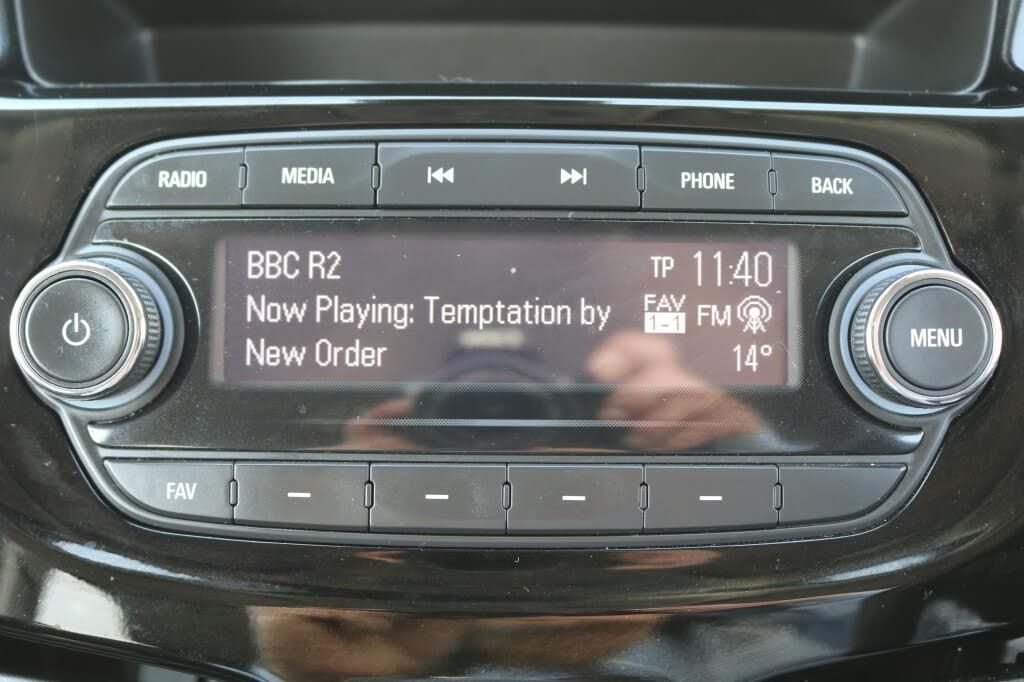 RADIO MEDIA PHONE BACK
BBC R2 TP 11:40
Now Playing: Temptation by FAV 1-1 FM
New Order 14°
MENU
FAV